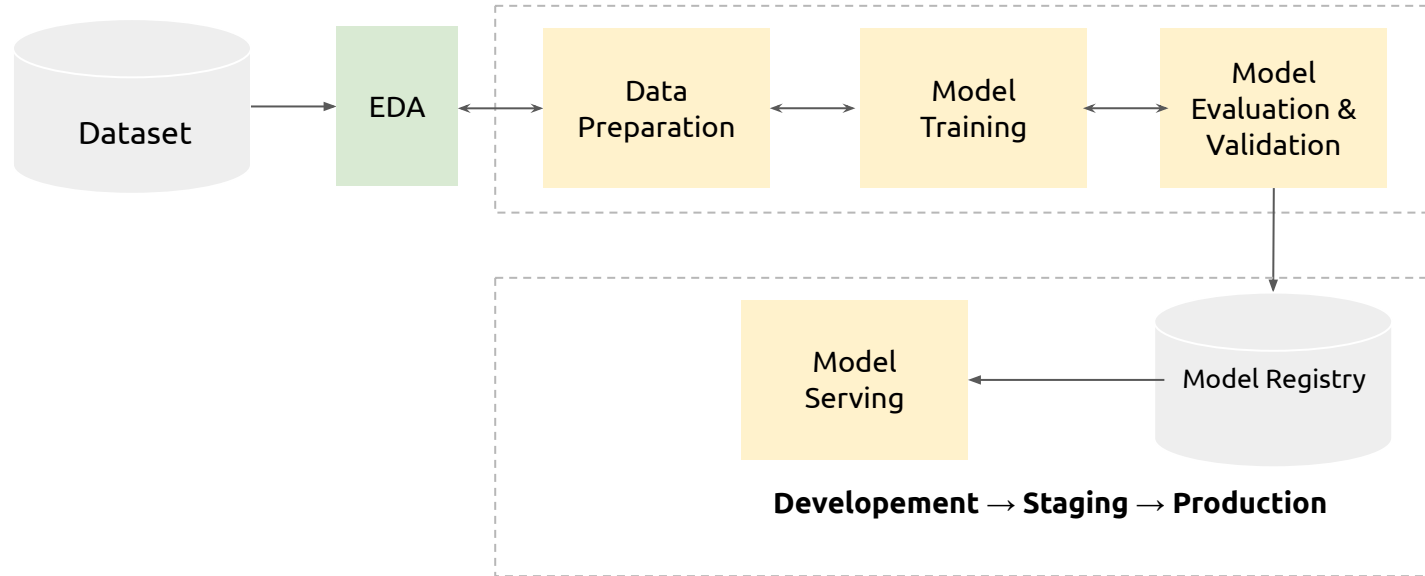 Dataset
EDA
Data
Preparation
Model
Training
Model
Evaluation &
Validation
Model
Serving
Model Registry
Developement → Staging → Production